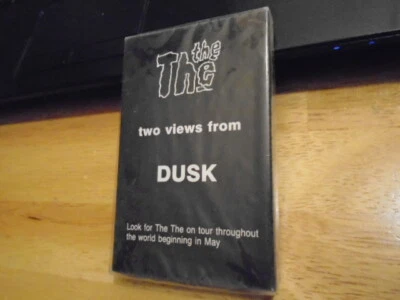 the
The
two views from
DUSK
Look for The The on tour throughout
the world beginning in May